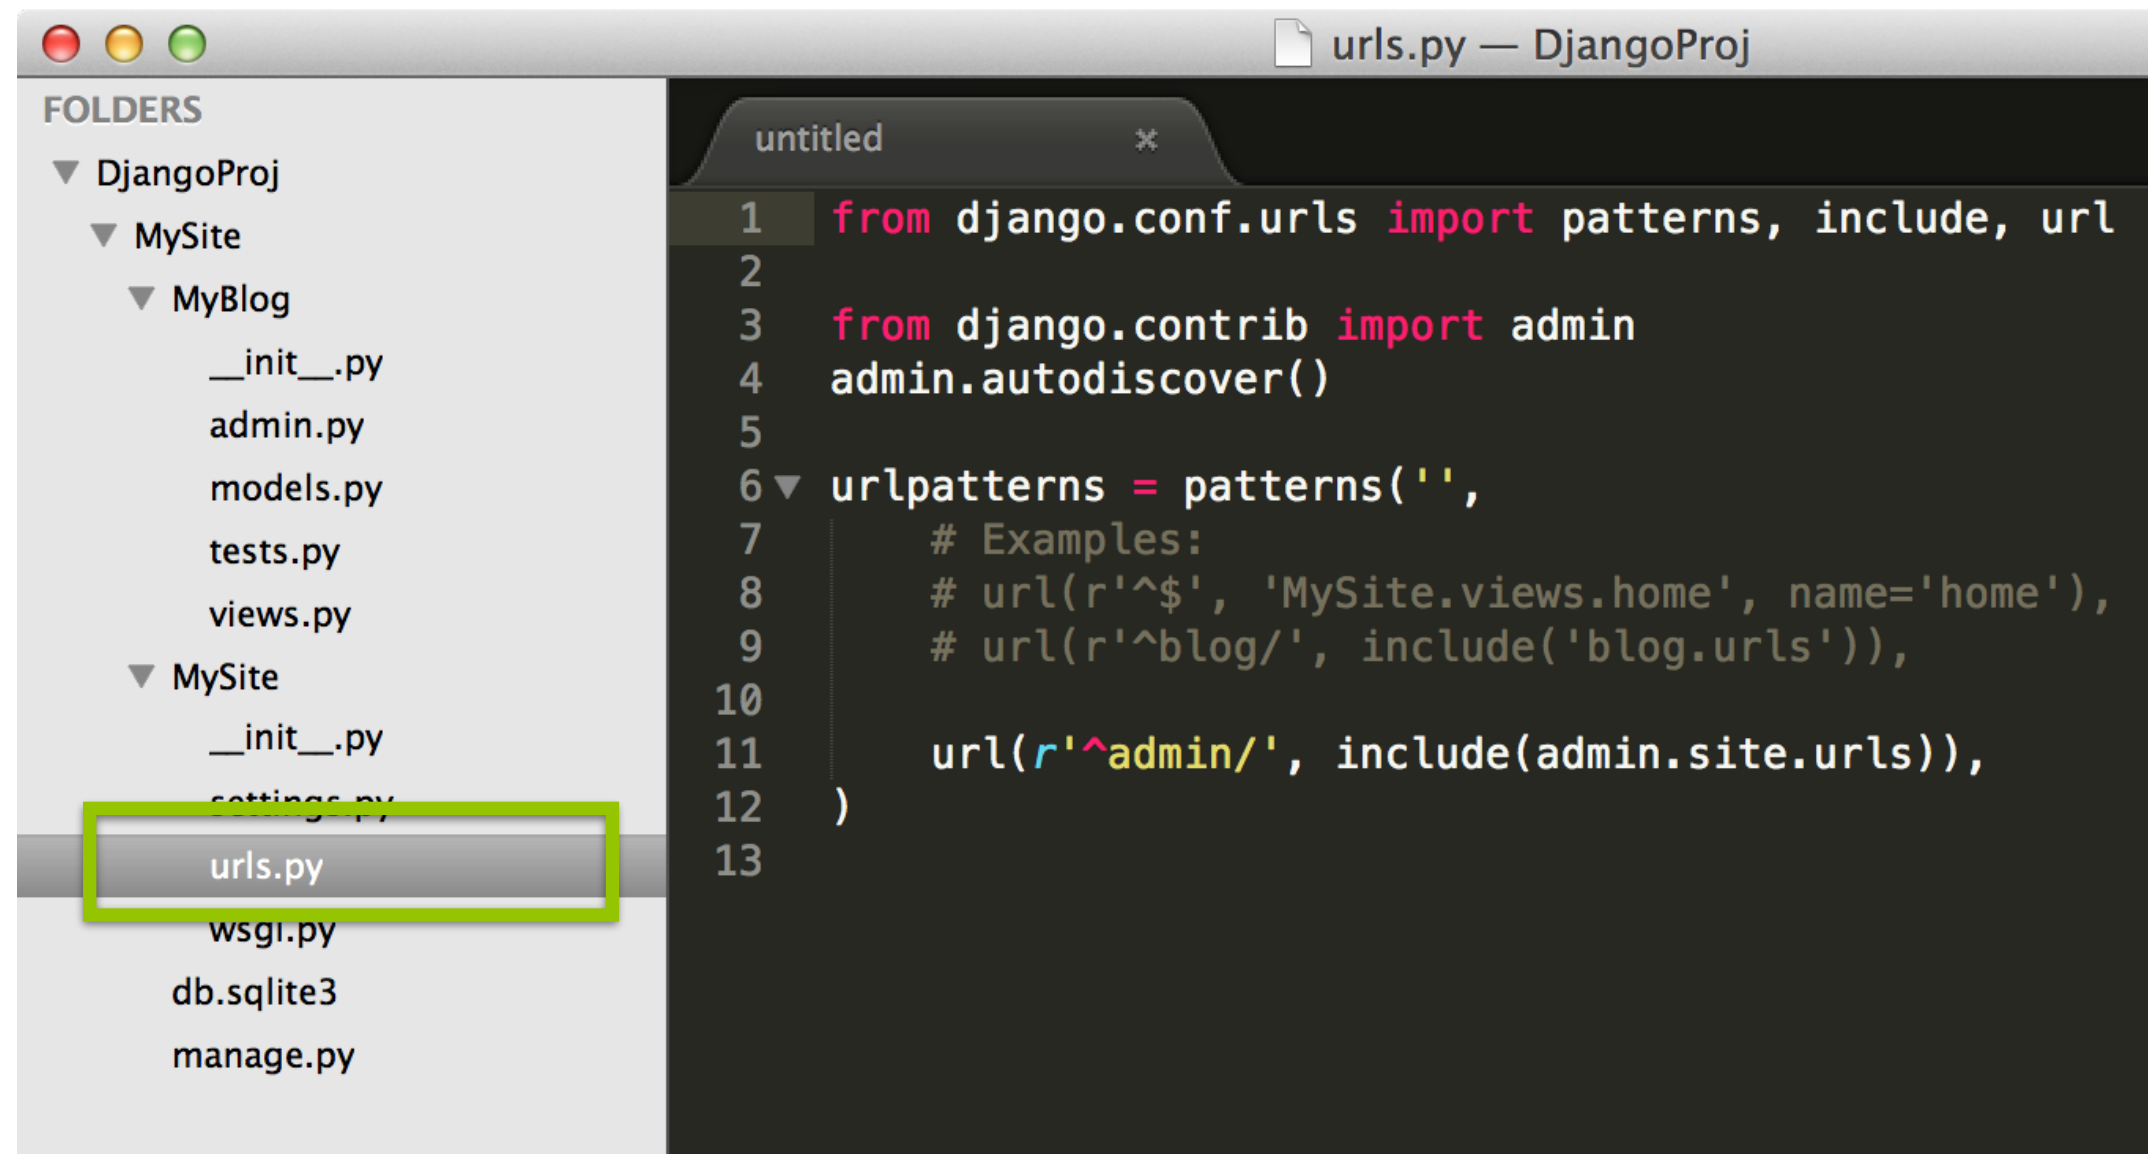 urls.py — DjangoProj
FOLDERS
DjangoProj
MySite
MyBlog
__init__.py
admin.py
models.py
tests.py
views.py
MySite
__init__.py
settings.py
urls.py
wsgi.py
db.sqlite3
manage.py
untitled ×
1 from django.conf.urls import patterns, include, url
2
3 from django.contrib import admin
4 admin.autodiscover()
5
6 urlpatterns = patterns('',
7     # Examples:
8     # url(r'^$', 'MySite.views.home', name='home'),
9     # url(r'^blog/', include('blog.urls')),
10
11     url(r'^admin/', include(admin.site.urls)),
12 )
13